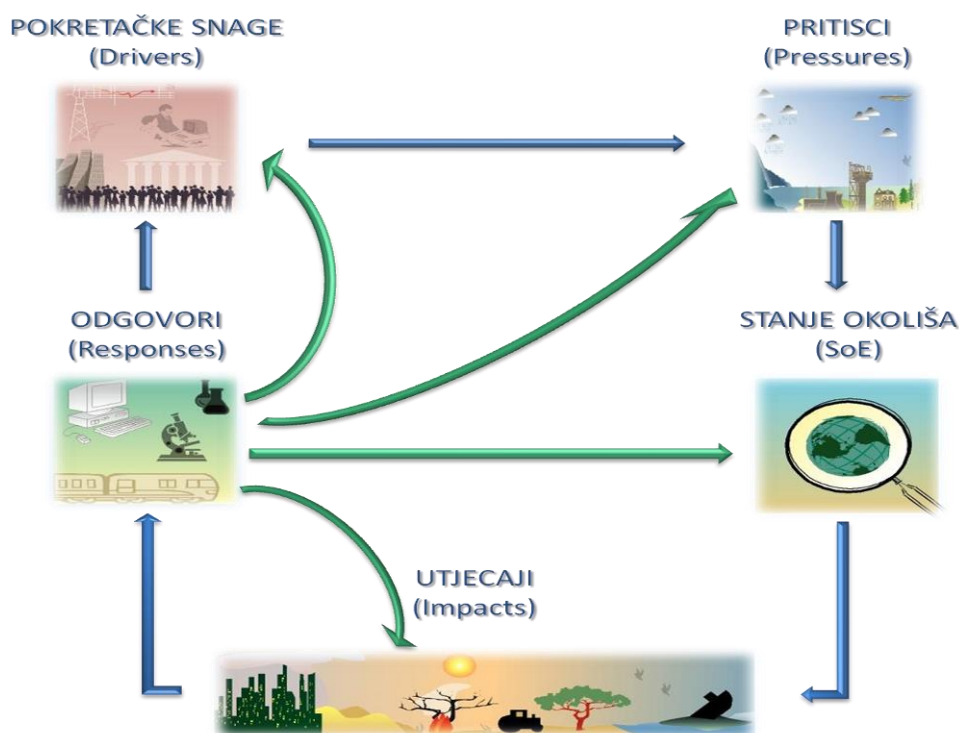 POKRETAČKE SNAGE
(Drivers)
PRITISCI
(Pressures)
ODGOVORI
(Responses)
STANJE OKOLIŠA
(SoE)
UTJECAJI
(Impacts)